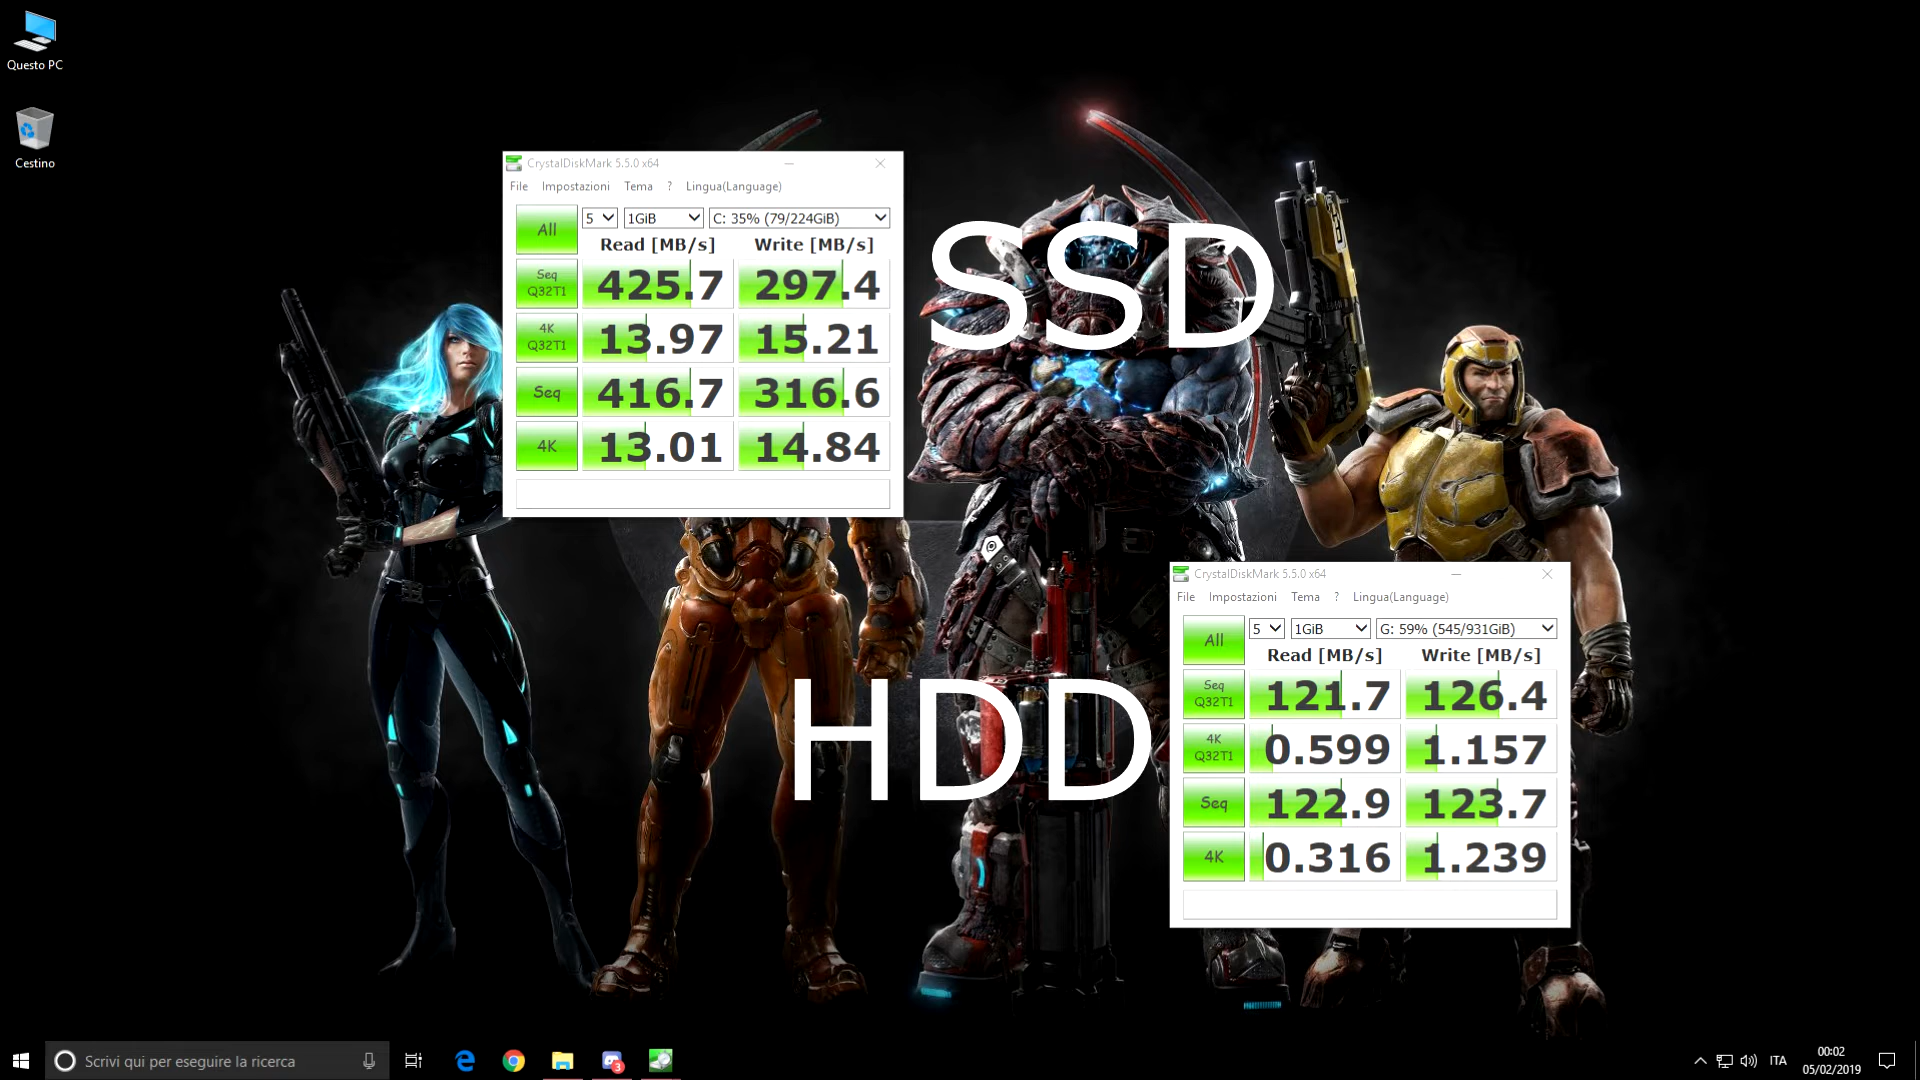 Questo PC
Cestino
CrystalDiskMark 5.5.0 x64
File Impostazioni Tema ? Lingua(Language)
All 5 1GiB C: 35% (79/224GiB)
Read [MB/s] Write [MB/s]
Seq
Q32T1 425.7 297.4
4K
Q32T1 13.97 15.21
Seq 416.7 316.6
4K 13.01 14.84
SSD
HDD
CrystalDiskMark 5.5.0 x64
File Impostazioni Tema ? Lingua(Language)
All 5 1GiB G: 59% (545/931GiB)
Read [MB/s] Write [MB/s]
Seq
Q32T1 121.7 126.4
4K
Q32T1 0.599 1.157
Seq 122.9 123.7
4K 0.316 1.239
Scrivi qui per eseguire la ricerca
3
ITA
00:02
05/02/2019